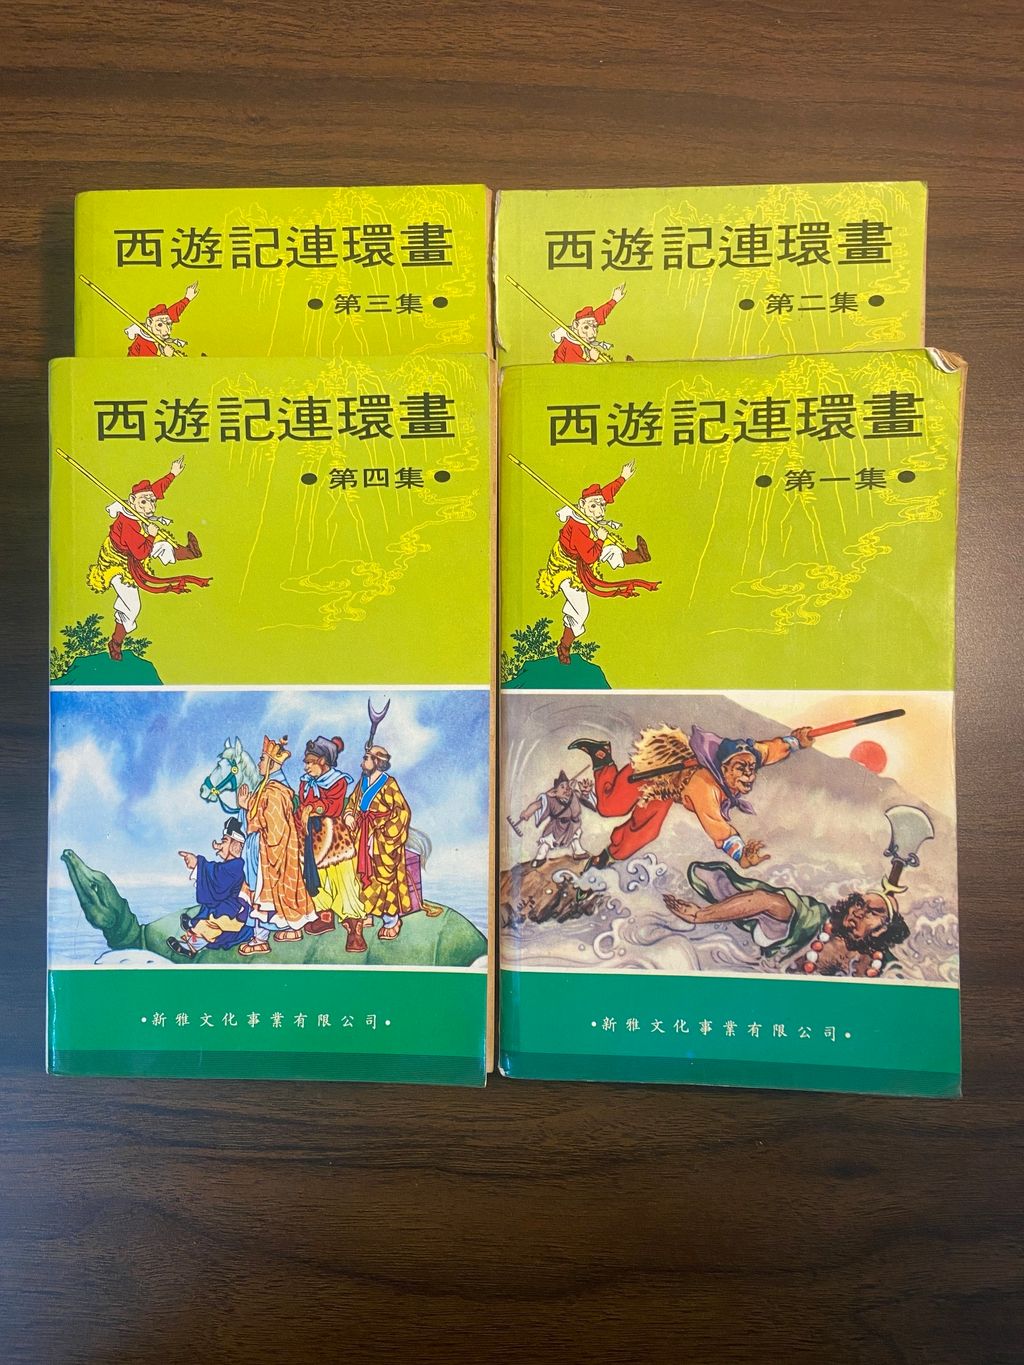 西遊記連環畫
●第三集●
西遊記連環畫
●第二集●
西遊記連環畫
●第四集●
•新雅文化事業有限公司•
西遊記連環畫
●第一集●
•新雅文化事業有限公司•